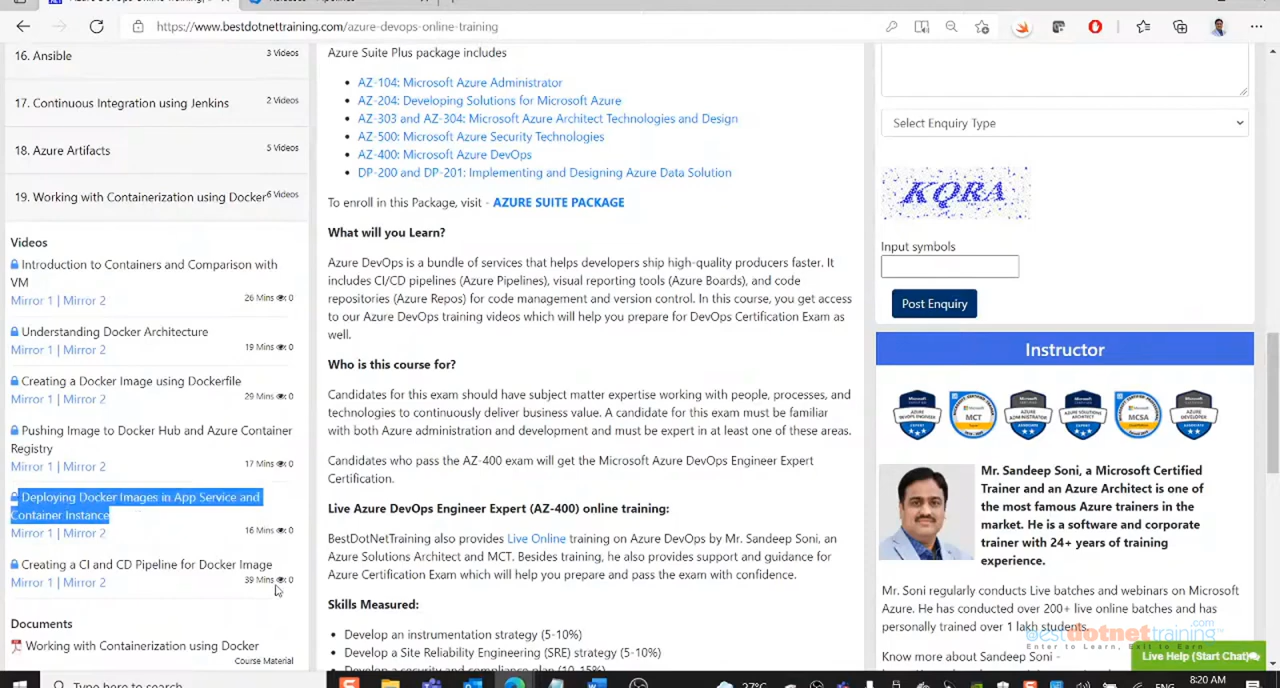 https://www.bestdotnettraining.com/azure-devops-online-training
16. Ansible
3 Videos
17. Continuous Integration using Jenkins
2 Videos
18. Azure Artifacts
5 Videos
19. Working with Containerization using Docker
6 Videos
Videos
Introduction to Containers and Comparison with
VM
Mirror 1 | Mirror 2
26 Mins 0
Understanding Docker Architecture
Mirror 1 | Mirror 2
19 Mins 0
Creating a Docker Image using Dockerfile
Mirror 1 | Mirror 2
29 Mins 0
Pushing Image to Docker Hub and Azure Container
Registry
Mirror 1 | Mirror 2
17 Mins 0
Deploying Docker Images in App Service and
Container Instance
Mirror 1 | Mirror 2
16 Mins 0
Creating a CI and CD Pipeline for Docker Image
Mirror 1 | Mirror 2
39 Mins 0
Documents
Working with Containerization using Docker
Course Material
Azure Suite Plus package includes
AZ-104: Microsoft Azure Administrator
AZ-204: Developing Solutions for Microsoft Azure
AZ-303 and AZ-304: Microsoft Azure Architect Technologies and Design
AZ-500: Microsoft Azure Security Technologies
AZ-400: Microsoft Azure DevOps
DP-200 and DP-201: Implementing and Designing Azure Data Solution
To enroll in this Package, visit - AZURE SUITE PACKAGE
What will you Learn?
Azure DevOps is a bundle of services that helps developers ship high-quality producers faster. It
includes CI/CD pipelines (Azure Pipelines), visual reporting tools (Azure Boards), and code
repositories (Azure Repos) for code management and version control. In this course, you get access
to our Azure DevOps training videos which will help you prepare for DevOps Certification Exam as
well.
Who is this course for?
Candidates for this exam should have subject matter expertise working with people, processes, and
technologies to continuously deliver business value. A candidate for this exam must be familiar
with both azure administration and development and must be expert in at least one of these areas.
Candidates who pass the AZ-400 exam will get the Microsoft Azure DevOps Engineer Expert
Certification.
Live Azure DevOps Engineer Expert (AZ-400) online training:
BestDotNetTraining also provides Live Online training on Azure DevOps by Mr. Sandeep Soni, an
Azure Solutions Architect and MCT. Besides training, he also provides support and guidance for
Azure Certification Exam which will help you prepare and pass the exam with confidence.
Skills Measured:
Develop an instrumentation strategy (5-10%)
Develop a Site Reliability Engineering (SRE) strategy (5-10%)
Develop a security and compliance plan (10-15%)
Select Enquiry Type
KQRA
Input symbols
Post Enquiry
Instructor
Mr. Sandeep Soni, a Microsoft Certified
Trainer and an Azure Architect is one of
the most famous Azure trainers in the
market. He is a software and corporate
trainer with 24+ years of training
experience.
Mr. Soni regularly conducts Live batches and webinars on Microsoft
Azure. He has conducted over 200+ live online batches and has
personally trained over 1 lakh students.
Know more about Sandeep Soni -
bestdotnettraining.com
Enter to Learn, Exit to Earn
Live Help (Start Chat)
Type here to search
27°C
ENG
8:20 AM